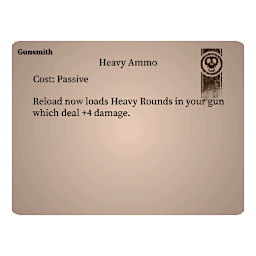 Gunsmith
Heavy Ammo
Cost: Passive
Reload now loads Heavy Rounds in your gun
which deal +4 damage.